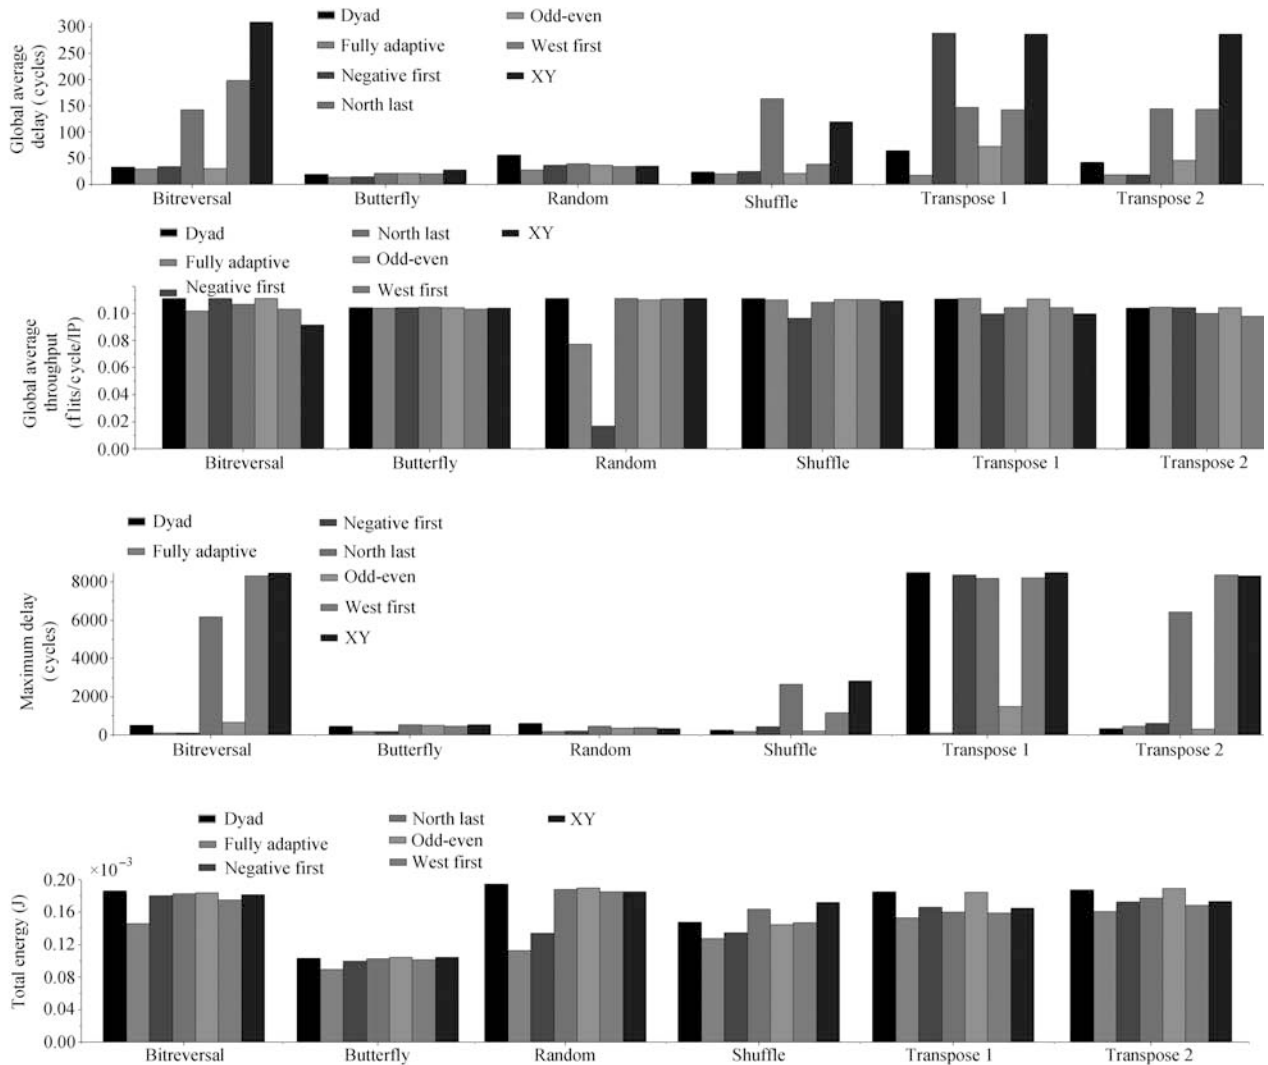 Dyad
Fully adaptive
Negative first
North last
Odd-even
West first
XY
Global average
delay ( cycles)
300
250
200
150
100
50
0
Bitreversal
Butterfly
Random
Shuffle
Transpose 1
Transpose 2
Dyad
Fully adaptive
Negative first
North last
Odd-even
West first
XY
Global average
throughput
(flits/cycle/IP)
0.10
0.08
0.06
0.04
0.02
0.00
Bitreversal
Butterfly
Random
Shuffle
Transpose 1
Transpose 2
Dyad
Fully adaptive
Negative first
North last
Odd-even
West first
XY
Maximum delay
( cycles)
8000
6000
4000
2000
0
Bitreversal
Butterfly
Random
Shuffle
Transpose 1
Transpose 2
Dyad
Fully adaptive
Negative first
North last
Odd-even
West first
XY
×10⁻³
Total energy (J)
0.20
0.16
0.12
0.08
0.04
0.00
Bitreversal
Butterfly
Random
Shuffle
Transpose 1
Transpose 2